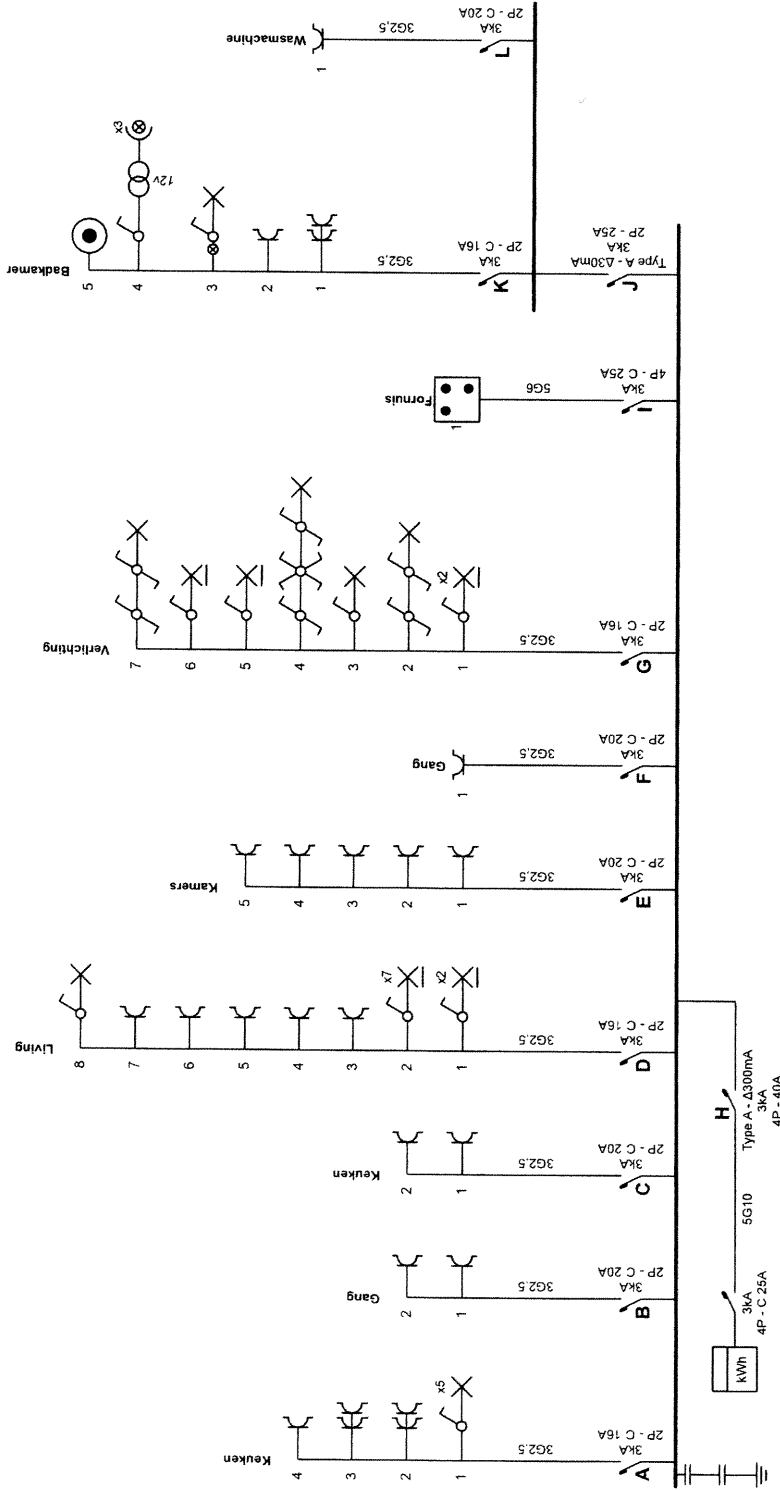 Keuken
4
3
2
1
x5
3G2.5
A
3kA
2P - C 16A
Gang
2
1
3G2.5
B
3kA
2P - C 20A
Keuken
2
1
3G2.5
C
3kA
2P - C 20A
Living
8
7
6
5
4
3
2
x7
1
x2
3G2.5
D
3kA
2P - C 16A
Kamers
5
4
3
2
1
3G2.5
E
3kA
2P - C 20A
Gang
1
3G2.5
F
3kA
2P - C 20A
Verlichting
7
6
5
4
3
2
1
x2
3G2.5
G
3kA
2P - C 16A
Fornuis
1
5G6
I
3kA
4P - C 25A
Badkamer
5
4
12v
x3
3
2
1
3G2,5
K
3kA
2P - C 16A
Wasmachine
1
3G2,5
L
3kA
2P - C 20A
J
Type A - Δ30mA
3kA
2P - 25A
kWh
3kA
4P - C 25A
5G10
H
Type A - Δ300mA
3kA
4P - 40A